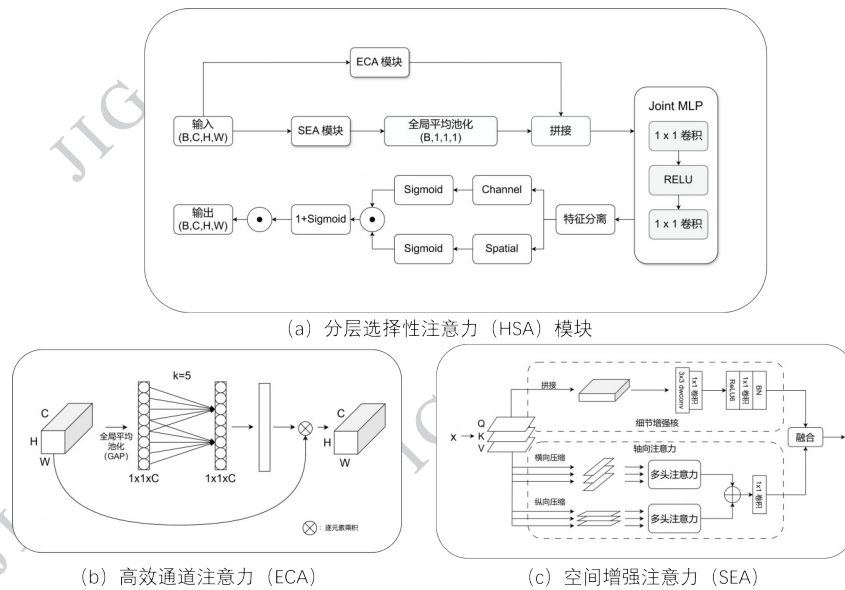 ECA 模块
输入
(B,C,H,W)
SEA 模块
全局平均池化
(B,1,1,1)
拼接
Joint MLP
1 x 1 卷积
RELU
1 x 1 卷积
输出
(B,C,H,W)
1+Sigmoid
Sigmoid
Channel
Sigmoid
Spatial
特征分离
(a) 分层选择性注意力（HSA）模块
k=5
C
H
W
全局平均
池化
(GAP)
1x1xC
1x1xC
C
H
W
: 逐元素乘积
(b) 高效通道注意力（ECA）
x
Q
K
V
拼接
3x3 dwconv
1x1 卷积
ReLU6
1x1 卷积
BN
细节增强核
轴向注意力
横向压缩
多头注意力
纵向压缩
多头注意力
1x1 卷积
融合
(c) 空间增强注意力（SEA）
JIG